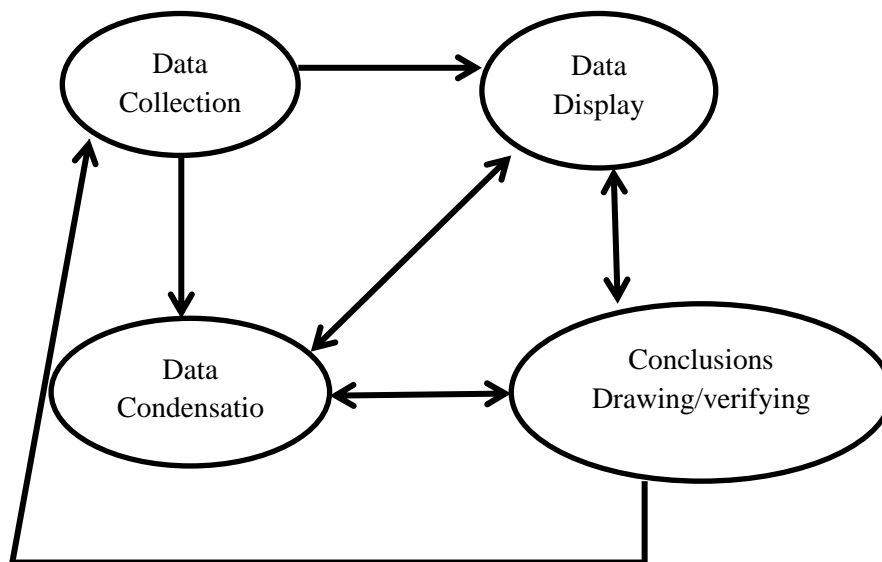 Data
Collection
Data
Display
Data
Condensatio
Conclusions
Drawing/verifying